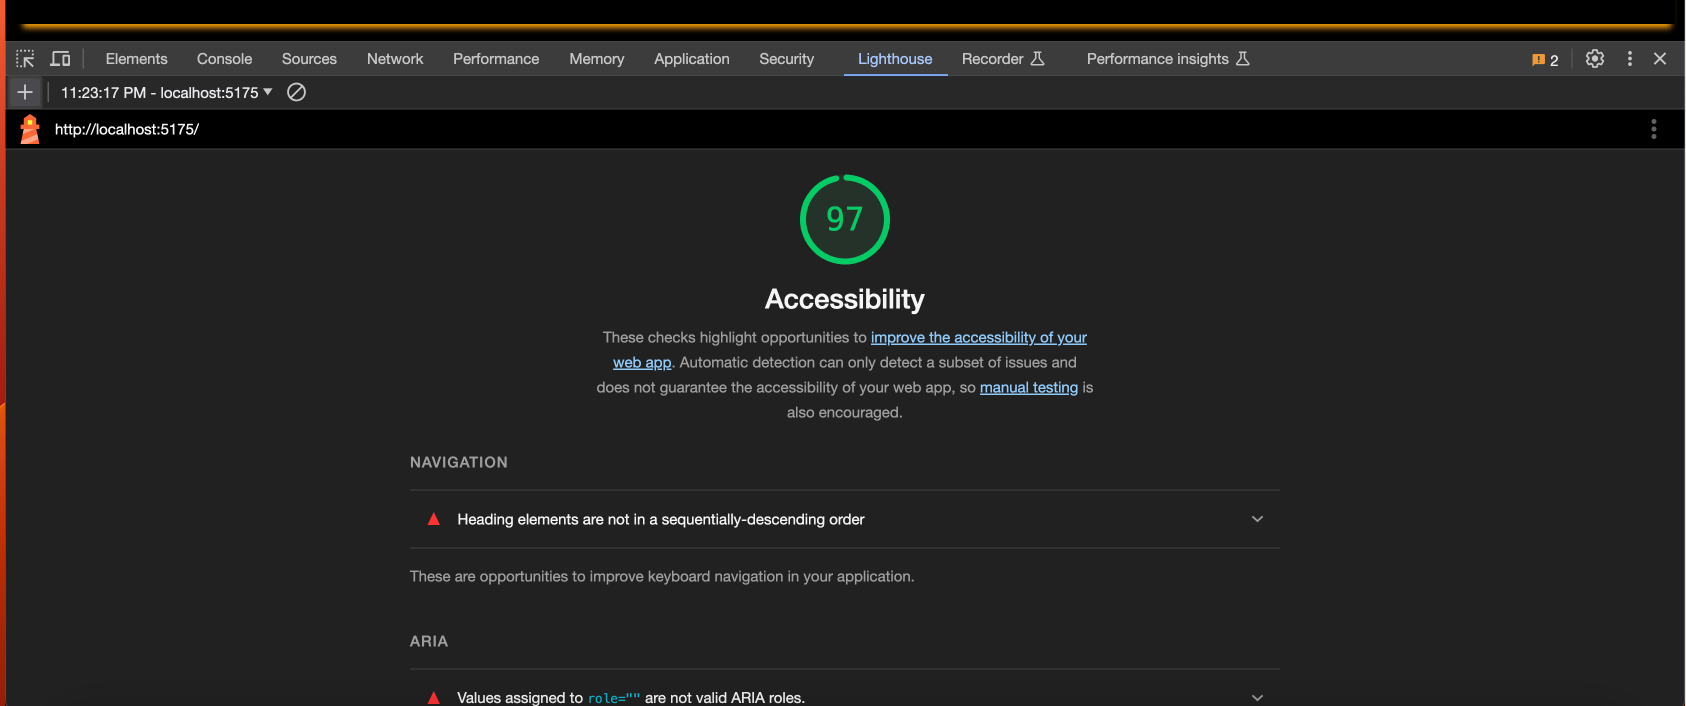 Elements Console Sources Network Performance Memory Application Security Lighthouse Recorder Performance insights 2
11:23:17 PM - localhost:5175
http://localhost:5175/
97
Accessibility
These checks highlight opportunities to improve the accessibility of your
web app. Automatic detection can only detect a subset of issues and
does not guarantee the accessibility of your web app, so manual testing is
also encouraged.
NAVIGATION
Heading elements are not in a sequentially-descending order
These are opportunities to improve keyboard navigation in your application.
ARIA
Values assigned to role="" are not valid ARIA roles.